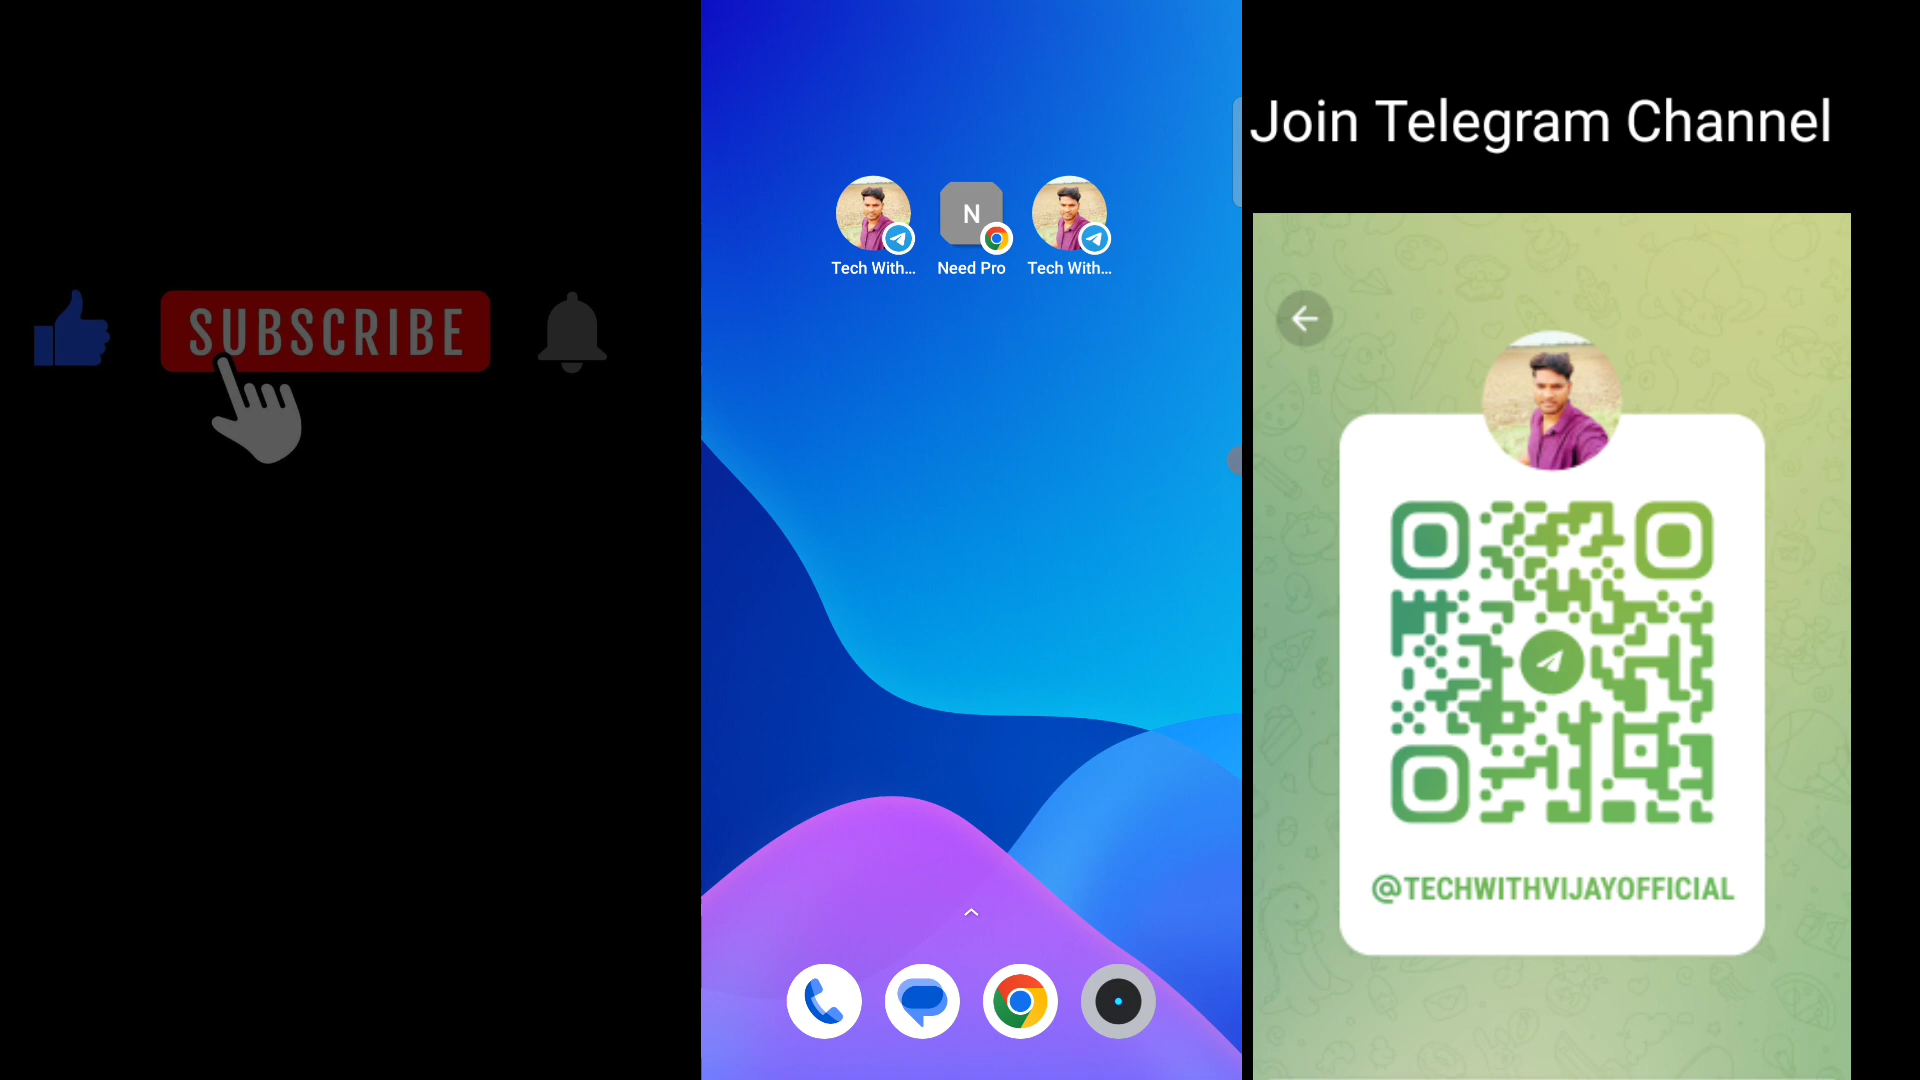 SUBSCRIBE
N
Tech With...
Need Pro
Tech With...
Join Telegram Channel
@TECHWITHVIJAYOFFICIAL